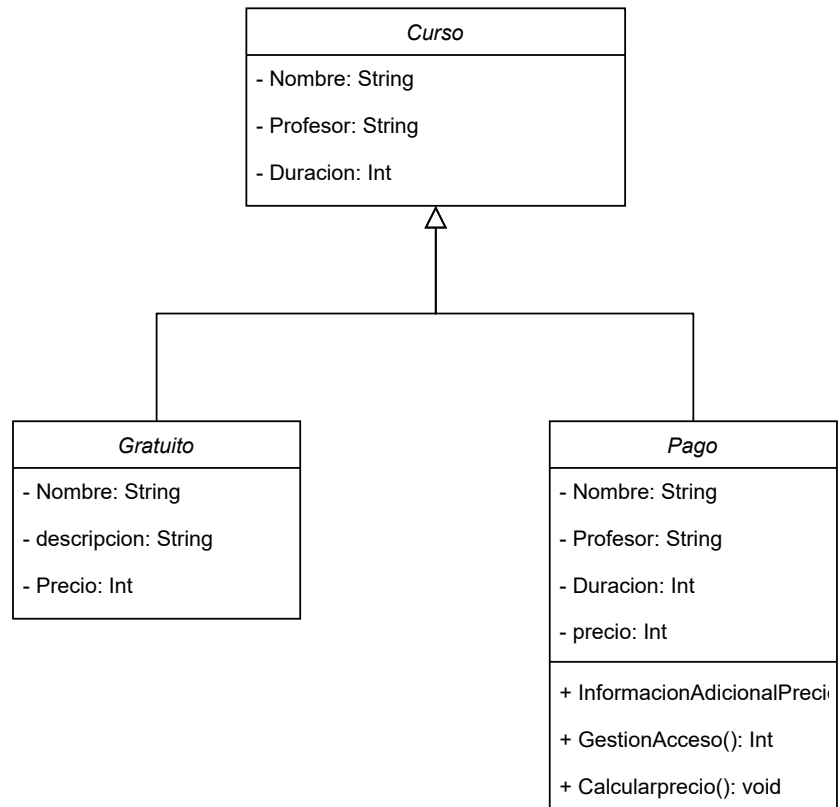 Curso
- Nombre: String
- Profesor: String
- Duracion: Int
Gratuito
- Nombre: String
- descripcion: String
- Precio: Int
Pago
- Nombre: String
- Profesor: String
- Duracion: Int
- precio: Int
+ InformacionAdicionalPreci
+ GestionAcceso(): Int
+ Calcularprecio(): void